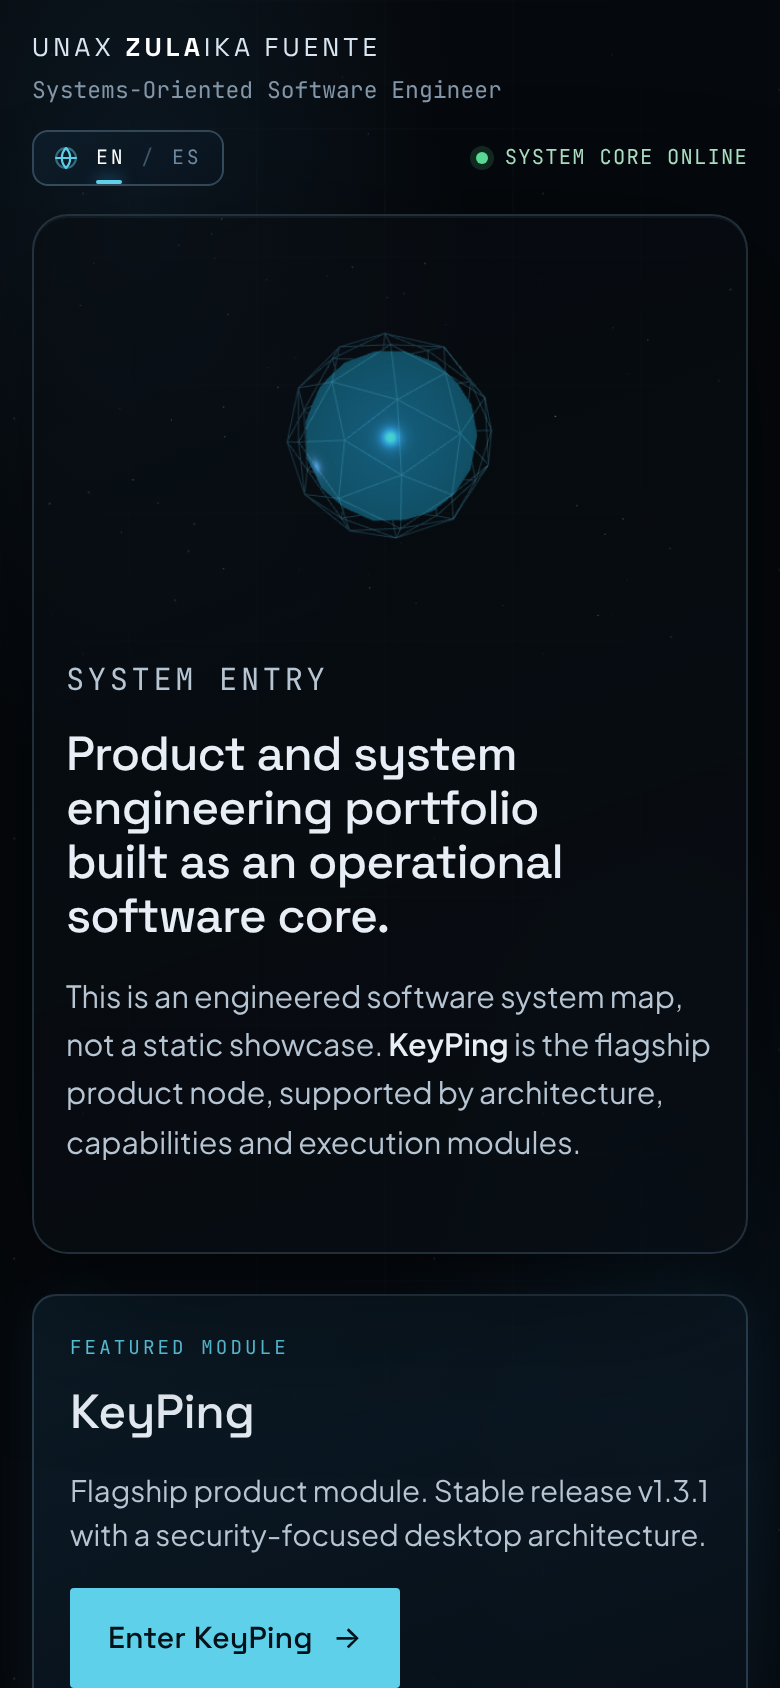 UNAX ZULAIKA FUENTE
Systems-Oriented Software Engineer
EN / ES
SYSTEM CORE ONLINE
SYSTEM ENTRY
Product and system
engineering portfolio
built as an operational
software core.
This is an engineered software system map,
not a static showcase. KeyPing is the flagship
product node, supported by architecture,
capabilities and execution modules.
FEATURED MODULE
KeyPing
Flagship product module. Stable release v1.3.1
with a security-focused desktop architecture.
Enter KeyPing →